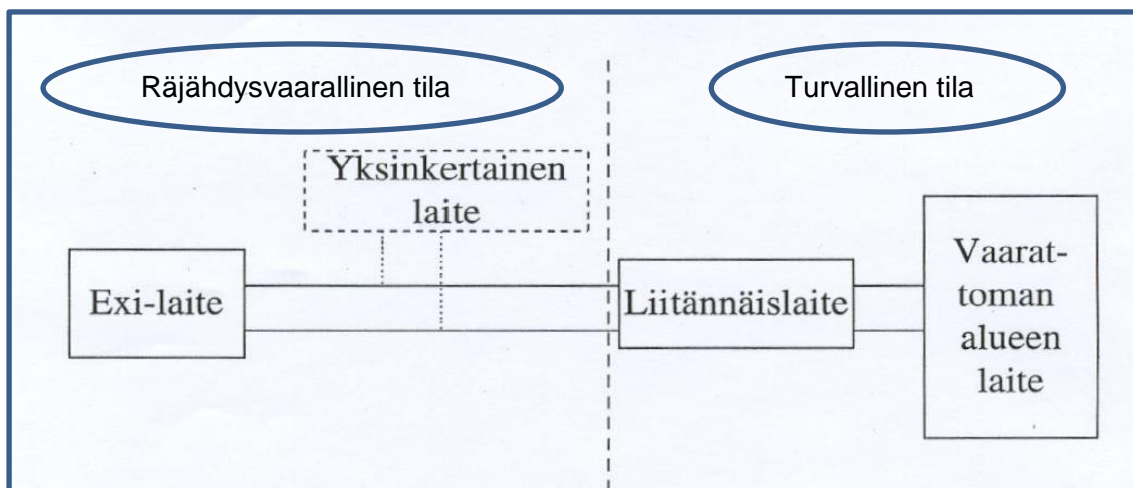 Räjähdysvaarallinen tila
Turvallinen tila
Yksinkertainen
laite
Exi-laite
Liitännäislaite
Vaarat-
toman
alueen
laite